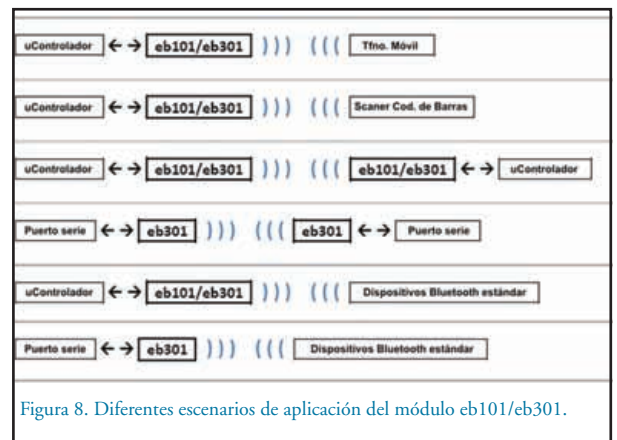 uControlador ← → eb101/eb301 ) ) ) ( ( ( Tfno. Móvil
uControlador ← → eb101/eb301 ) ) ) ( ( ( Scaner Cod. de Barras
uControlador ← → eb101/eb301 ) ) ) ( ( ( eb101/eb301 ← → uControlador
Puerto serie ← → eb301 ) ) ) ( ( ( eb301 ← → Puerto serie
uControlador ← → eb101/eb301 ) ) ) ( ( ( Dispositivos Bluetooth estándar
Puerto serie ← → eb301 ) ) ) ( ( ( Dispositivos Bluetooth estándar
Figura 8. Diferentes escenarios de aplicación del módulo eb101/eb301.